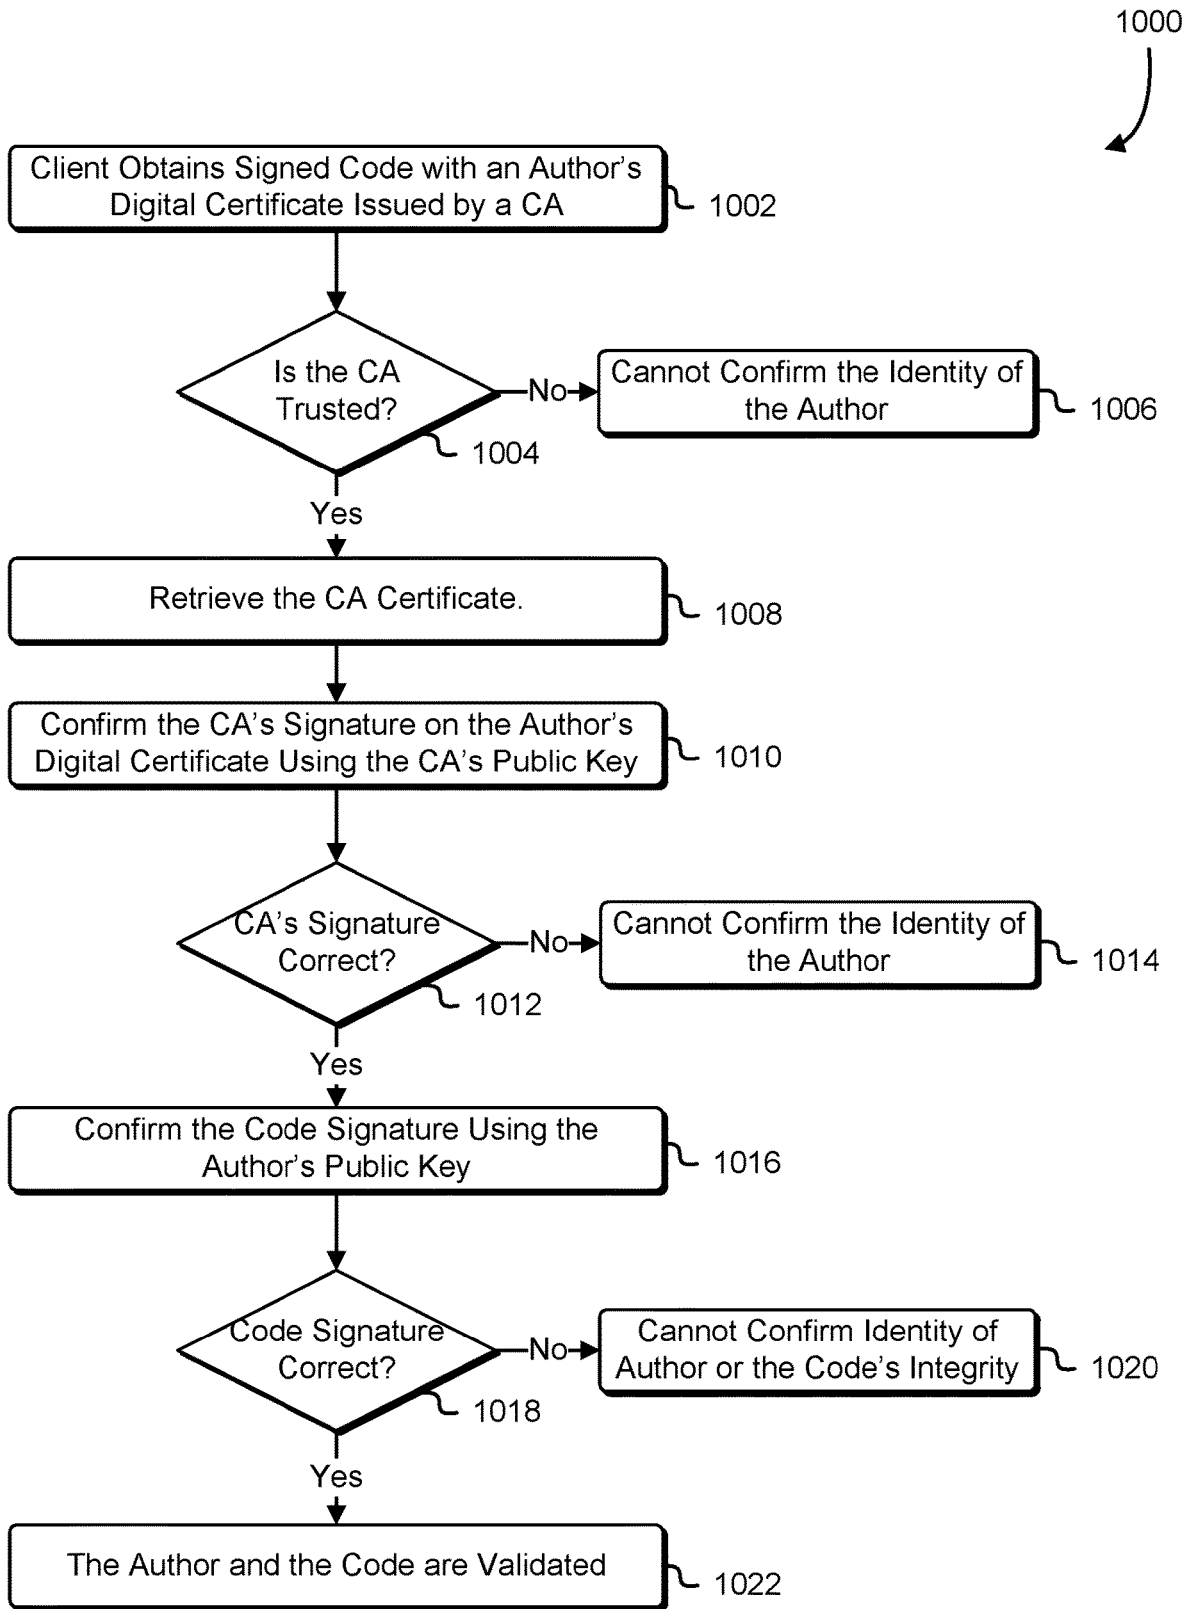 1000
Client Obtains Signed Code with an Author's
Digital Certificate Issued by a CA
1002
Is the CA
Trusted?
1004
No
Cannot Confirm the Identity of
the Author
1006
Yes
Retrieve the CA Certificate.
1008
Confirm the CA's Signature on the Author's
Digital Certificate Using the CA's Public Key
1010
CA's Signature
Correct?
1012
No
Cannot Confirm the Identity of
the Author
1014
Yes
Confirm the Code Signature Using the
Author's Public Key
1016
Code Signature
Correct?
1018
No
Cannot Confirm Identity of
Author or the Code's Integrity
1020
Yes
The Author and the Code are Validated
1022